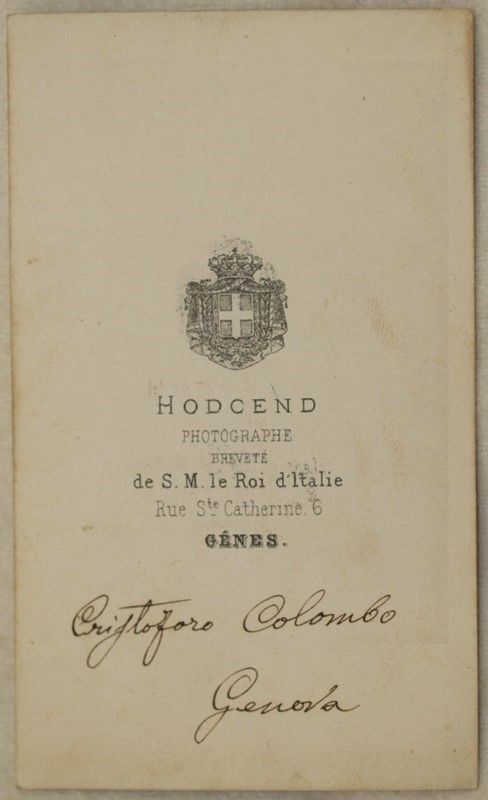 HODCEND
PHOTOGRAPHE
BREVETÉ
de S. M. le Roi d'Italie
Rue Ste Catherine, 6
GÊNES.
Cristoforo Colombo
Genova